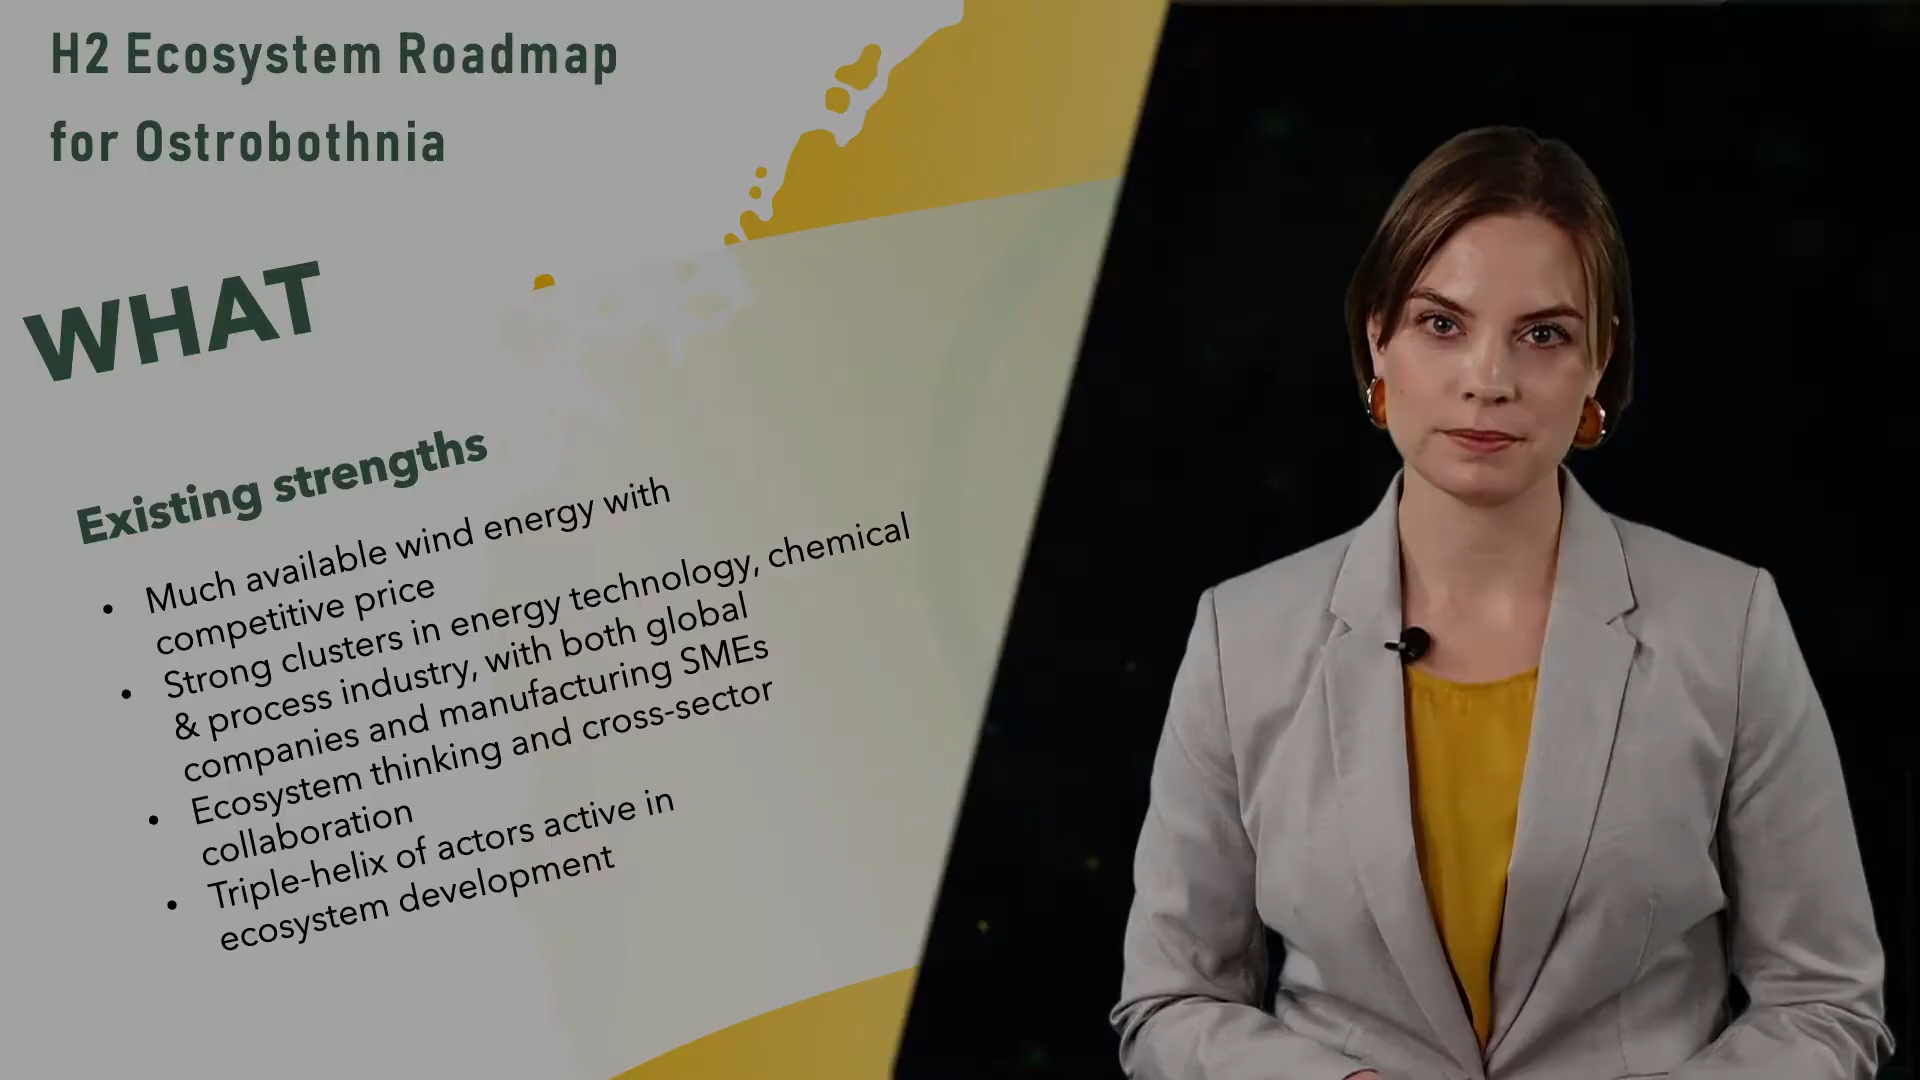 H2 Ecosystem Roadmap
for Ostrobothnia
WHAT
Existing strengths
• Much available wind energy with
competitive price
• Strong clusters in energy technology, chemical
& process industry, with both global
companies and manufacturing SMEs
• Ecosystem thinking and cross-sector
collaboration
• Triple-helix of actors active in
ecosystem development